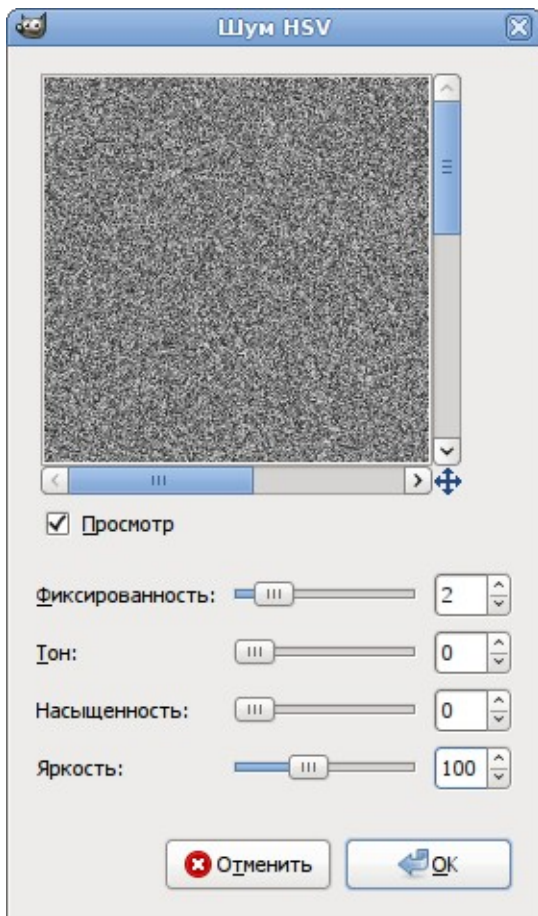 Шум HSV
Просмотр
Фиксированность: 2
Тон: 0
Насыщенность: 0
Яркость: 100
Отменить OK